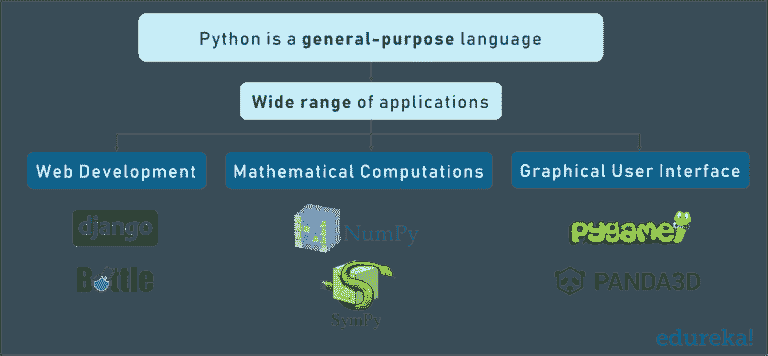 Python is a general-purpose language
Wide range of applications
Web Development
Mathematical Computations
Graphical User Interface
django
NumPy
pygame
Bottle
SymPy
PANDA3D
edureka!